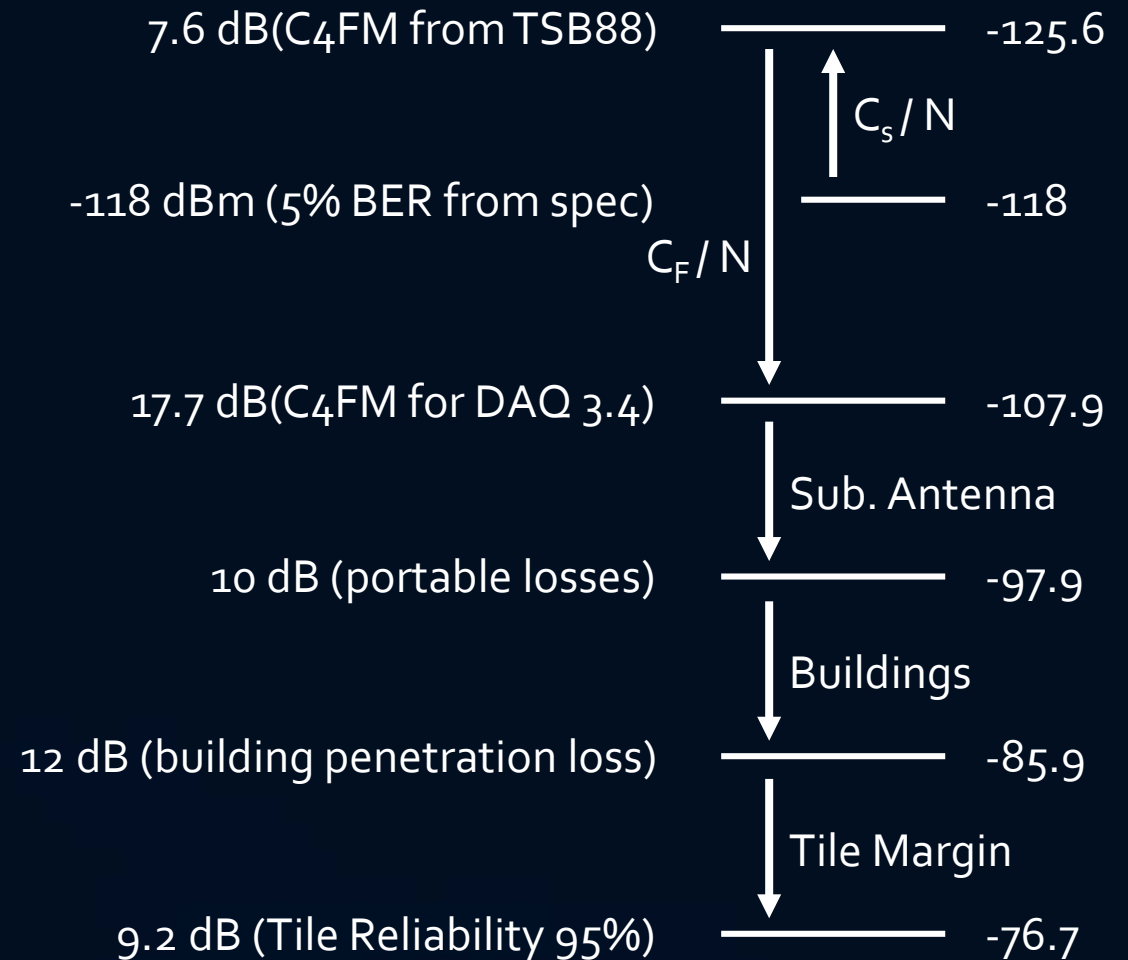 7.6 dB(C4FM from TSB88) -125.6
Cs / N
-118 dBm (5% BER from spec) -118
CF / N
17.7 dB(C4FM for DAQ 3.4) -107.9
Sub. Antenna
10 dB (portable losses) -97.9
Buildings
12 dB (building penetration loss) -85.9
Tile Margin
9.2 dB (Tile Reliability 95%) -76.7